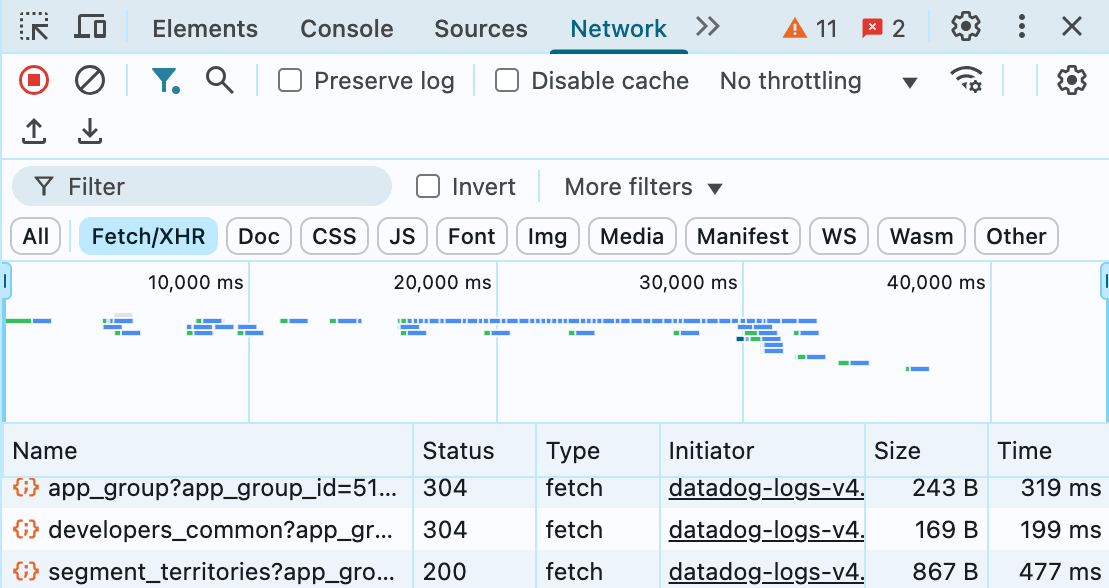 Elements Console Sources Network 11 2
Preserve log Disable cache No throttling
Filter Invert More filters
All Fetch/XHR Doc CSS JS Font Img Media Manifest WS Wasm Other
10,000 ms 20,000 ms 30,000 ms 40,000 ms
Name Status Type Initiator Size Time
app_group?app_group_id=51... 304 fetch datadog-logs-v4. 243 B 319 ms
developers_common?app_gr... 304 fetch datadog-logs-v4. 169 B 199 ms
segment_territories?app_gro... 200 fetch datadog-logs-v4. 867 B 477 ms